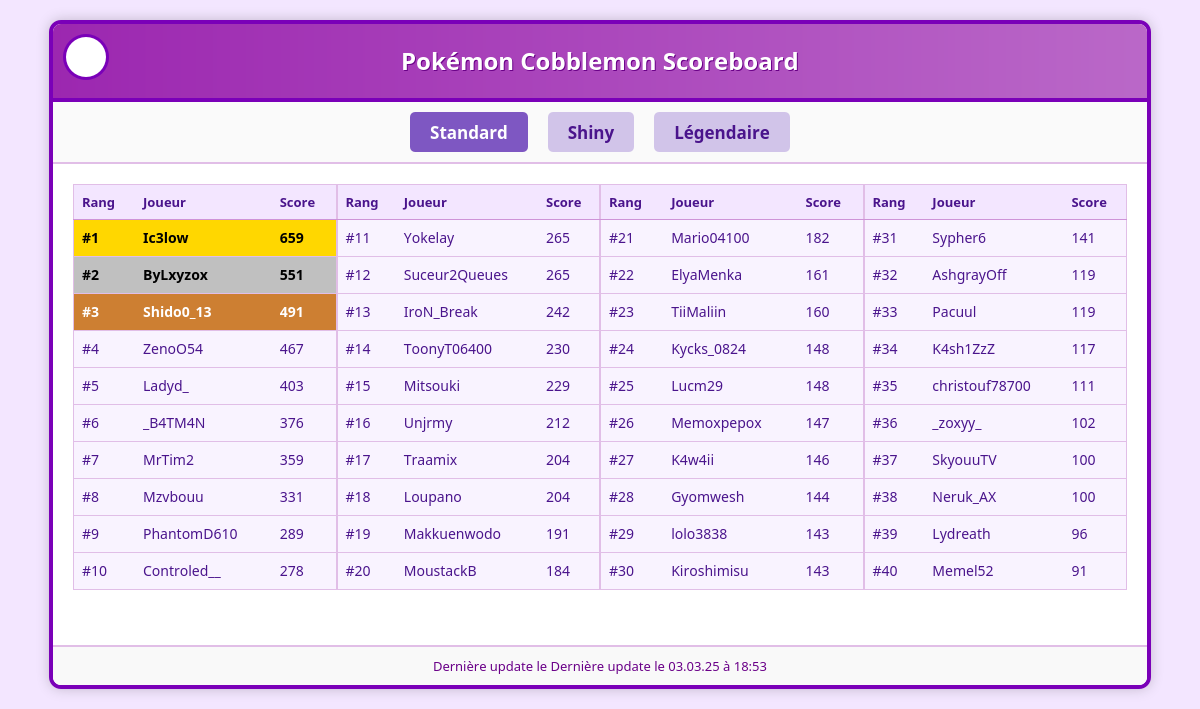 Pokémon Cobblemon Scoreboard
Standard Shiny Légendaire
Rang Joueur Score Rang Joueur Score Rang Joueur Score Rang Joueur Score
#1 Ic3low 659 #11 Yokelay 265 #21 Mario04100 182 #31 Sypher6 141
#2 ByLxyzox 551 #12 Suceur2Queues 265 #22 ElyaMenka 161 #32 AshgrayOff 119
#3 Shido0_13 491 #13 IroN_Break 242 #23 TiiMaliin 160 #33 Pacuul 119
#4 ZenoO54 467 #14 ToonyT06400 230 #24 Kycks_0824 148 #34 K4sh1ZzZ 117
#5 Ladyd_ 403 #15 Mitsouki 229 #25 Lucm29 148 #35 christouf78700 111
#6 _B4TM4N 376 #16 Unjrmy 212 #26 Memoxpepox 147 #36 _zoxyy_ 102
#7 MrTim2 359 #17 Traamix 204 #27 K4w4ii 146 #37 SkyouuTV 100
#8 Mzvbouu 331 #18 Loupano 204 #28 Gyomwesh 144 #38 Neruk_AX 100
#9 PhantomD610 289 #19 Makkuenwodo 191 #29 lolo3838 143 #39 Lydreath 96
#10 Controled__ 278 #20 MoustackB 184 #30 Kiroshimisu 143 #40 Memel52 91
Dernière update le Dernière update le 03.03.25 à 18:53